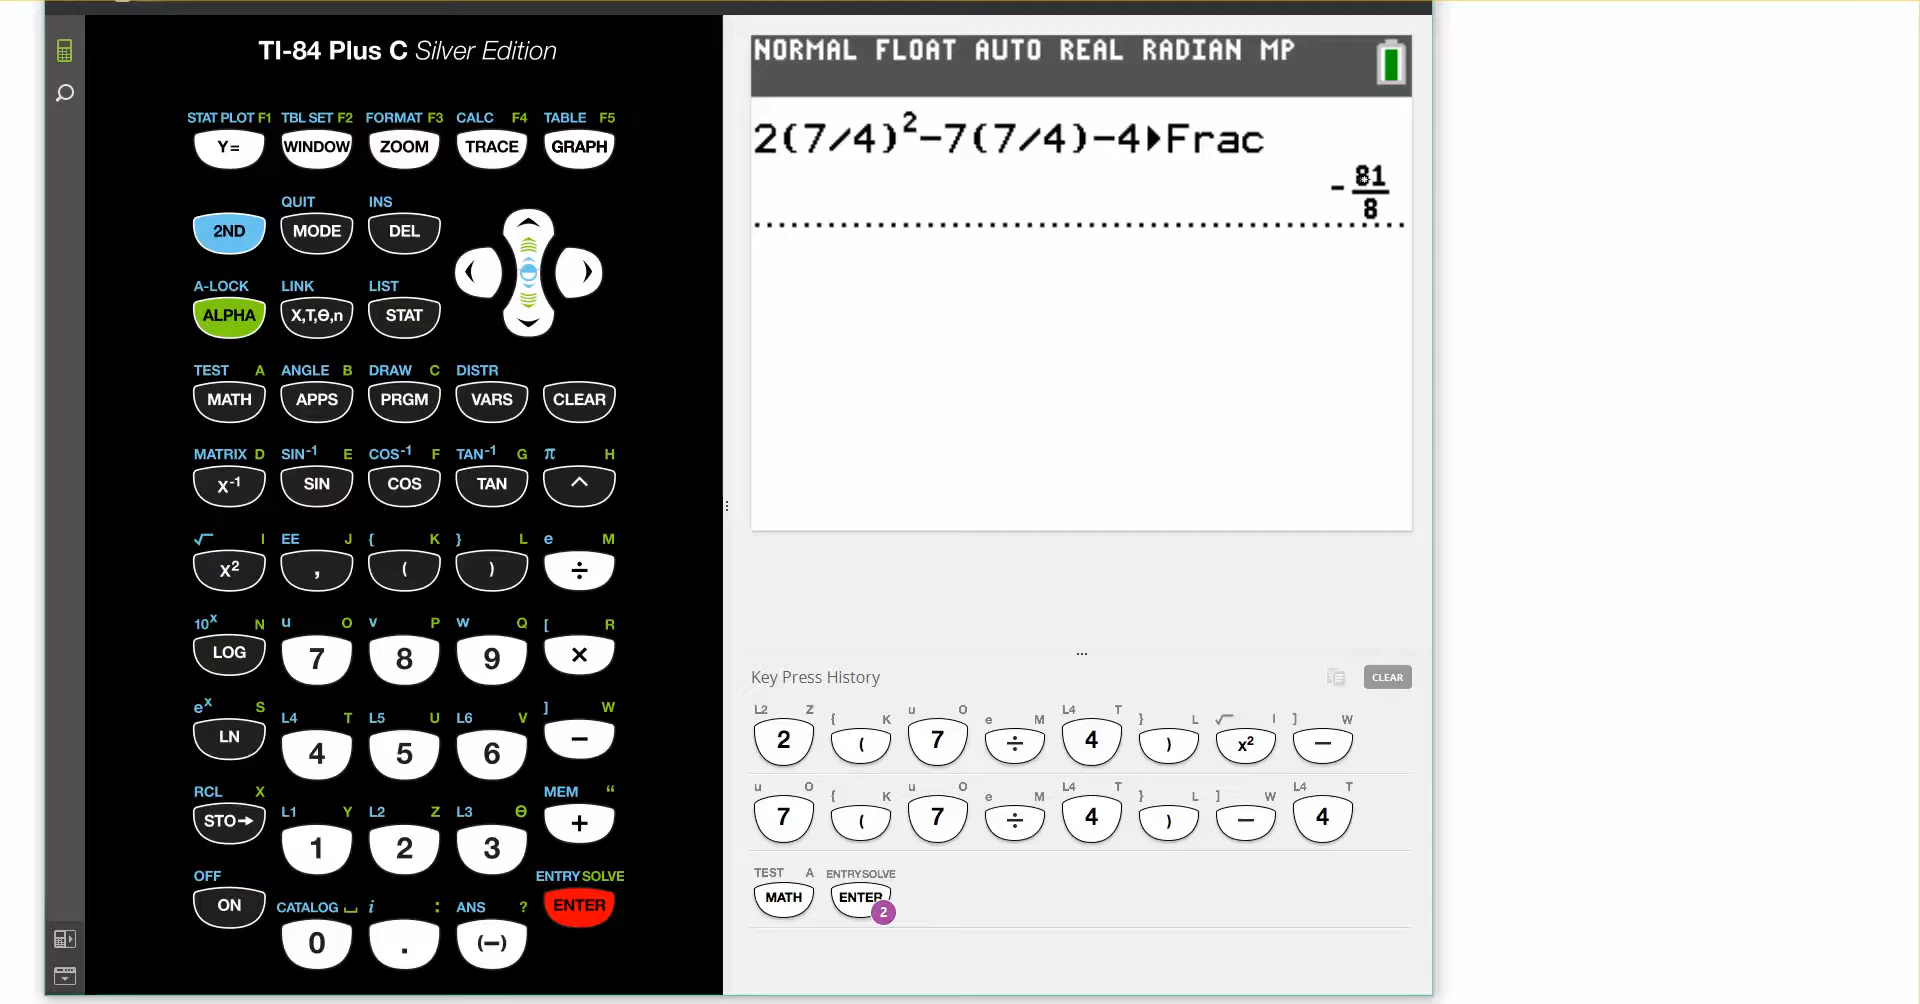 TI-84 Plus C Silver Edition
STAT PLOT F1 TBL SET F2 FORMAT F3 CALC F4 TABLE F5
Y= WINDOW ZOOM TRACE GRAPH
QUIT INS
2ND MODE DEL
A-LOCK LINK LIST
ALPHA X,T,Θ,n STAT
TEST A ANGLE B DRAW C DISTR
MATH APPS PRGM VARS CLEAR
MATRIX D SIN⁻¹ E COS⁻¹ F TAN⁻¹ G π H
x⁻¹ SIN COS TAN ^
√ I EE J { K } L e M
x² , ( ) ÷
10ˣ N u O v P w Q [ R
LOG 7 8 9 ×
eˣ S L4 T L5 U L6 V ] W
LN 4 5 6 −
RCL X L1 Y L2 Z L3 Θ MEM “
STO→ 1 2 3 +
OFF CATALOG ⎵ i : ANS ? ENTRY SOLVE
ON 0 . (−) ENTER
NORMAL FLOAT AUTO REAL RADIAN MP
2(7/4)²−7(7/4)−4▸Frac
-81/8
Key Press History CLEAR
L2 Z { K u O e M L4 T } L √ I ] W
2 ( 7 ÷ 4 ) x² −
u O { K u O e M L4 T } L ] W L4 T
7 ( 7 ÷ 4 ) − 4
TEST A ENTRY SOLVE
MATH ENTER 2